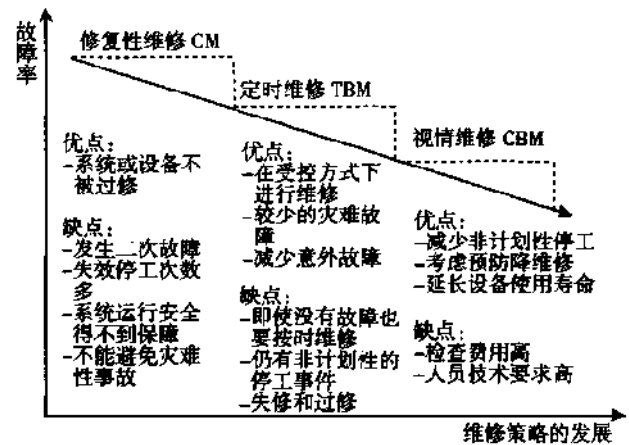 故障率
修复性维修 CM
优点:
-系统或设备不
被过修
缺点:
-发生二次故障
-失效停工次数
多
-系统运行安全
得不到保障
-不能避免灾难
性事故
定时维修 TBM
优点:
-在受控方式下
进行维修
-较少的灾难故
障
-减少意外故障
缺点:
-即使没有故障也
要按时维修
-仍有非计划性的
停工事件
-失修和过修
视情维修 CBM
优点:
-减少非计划性停工
-考虑预防降维修
-延长设备使用寿命
缺点:
-检查费用高
-人员技术要求高
维修策略的发展